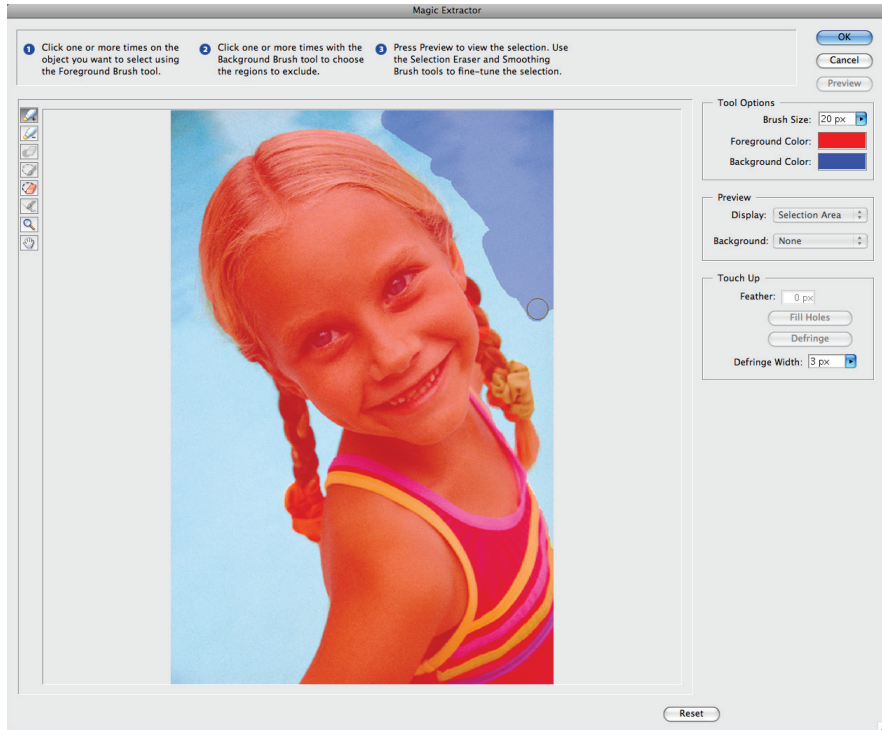 Magic Extractor
1 Click one or more times on the
object you want to select using
the Foreground Brush tool.
2 Click one or more times with the
Background Brush tool to choose
the regions to exclude.
3 Press Preview to view the selection. Use
the Selection Eraser and Smoothing
Brush tools to fine-tune the selection.
OK
Cancel
Preview
Tool Options
Brush Size: 20 px
Foreground Color:
Background Color:
Preview
Display: Selection Area
Background: None
Touch Up
Feather: 0 px
Fill Holes
Defringe
Defringe Width: 3 px
Reset